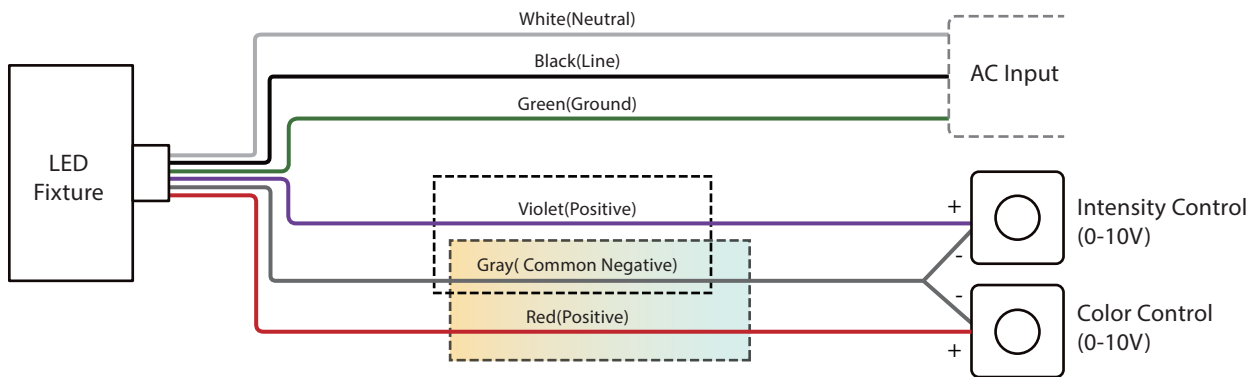 White(Neutral)
Black(Line)
Green(Ground)
AC Input
LED
Fixture
Violet(Positive)
+
Intensity Control
(0-10V)
-
Gray( Common Negative)
-
Red(Positive)
Color Control
(0-10V)
+